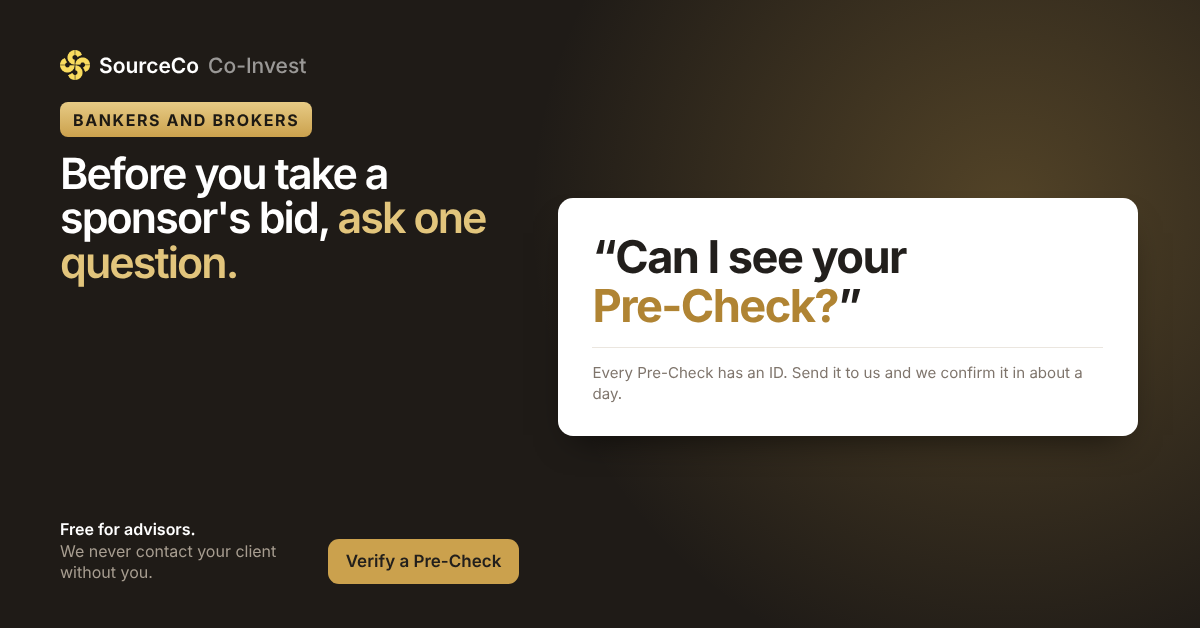 SourceCo Co-Invest
BANKERS AND BROKERS
Before you take a
sponsor's bid, ask one
question.
“Can I see your
Pre-Check?”
Every Pre-Check has an ID. Send it to us and we confirm it in about a
day.
Free for advisors.
We never contact your client
without you.
Verify a Pre-Check